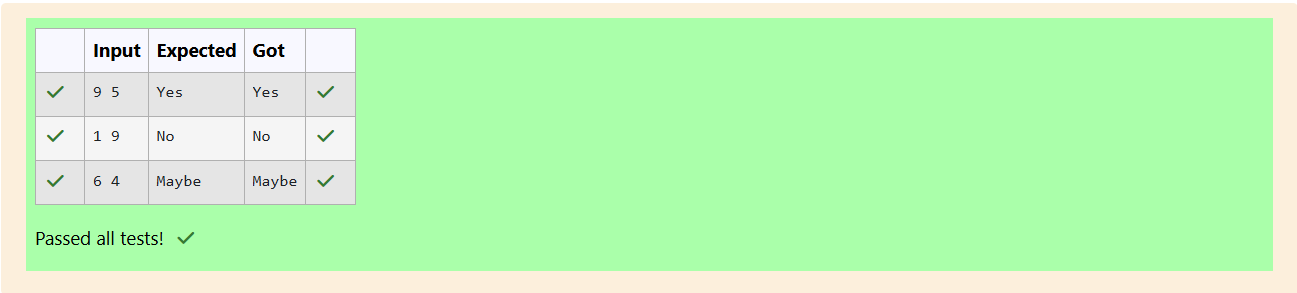 Input Expected Got
9 5 Yes Yes
1 9 No No
6 4 Maybe Maybe
Passed all tests!